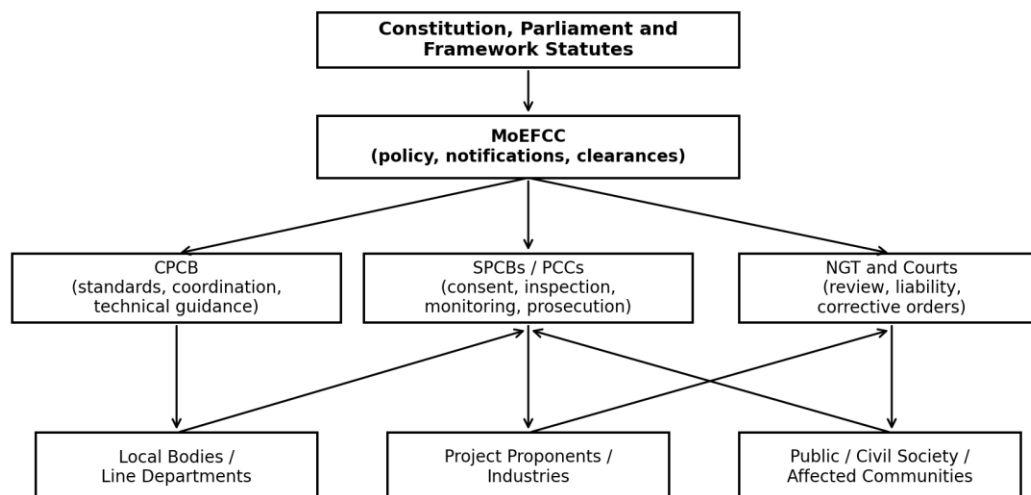 Constitution, Parliament and
Framework Statutes
MoEFCC
(policy, notifications, clearances)
CPCB
(standards, coordination,
technical guidance)
SPCBs / PCCs
(consent, inspection,
monitoring, prosecution)
NGT and Courts
(review, liability,
corrective orders)
Local Bodies /
Line Departments
Project Proponents /
Industries
Public / Civil Society /
Affected Communities